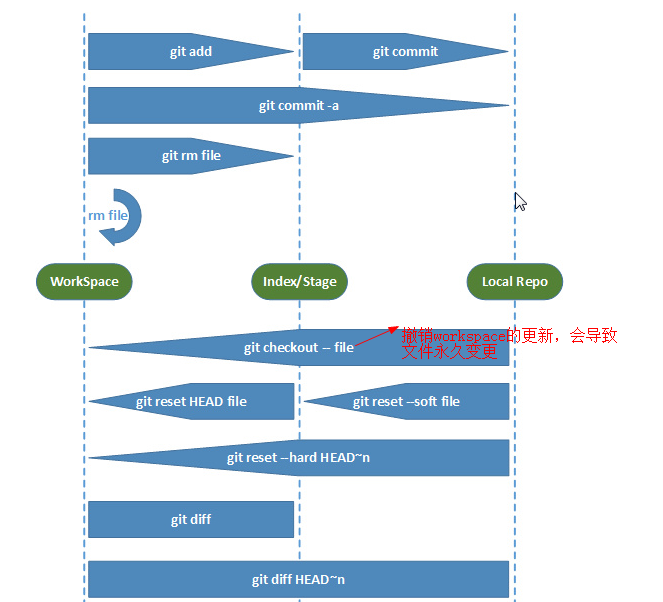 git add
git commit
git commit -a
git rm file
rm file
WorkSpace
Index/Stage
Local Repo
git checkout – file
撤销workspace的更新，会导致
文件永久变更
git reset HEAD file
git reset –soft file
git reset –hard HEAD~n
git diff
git diff HEAD~n